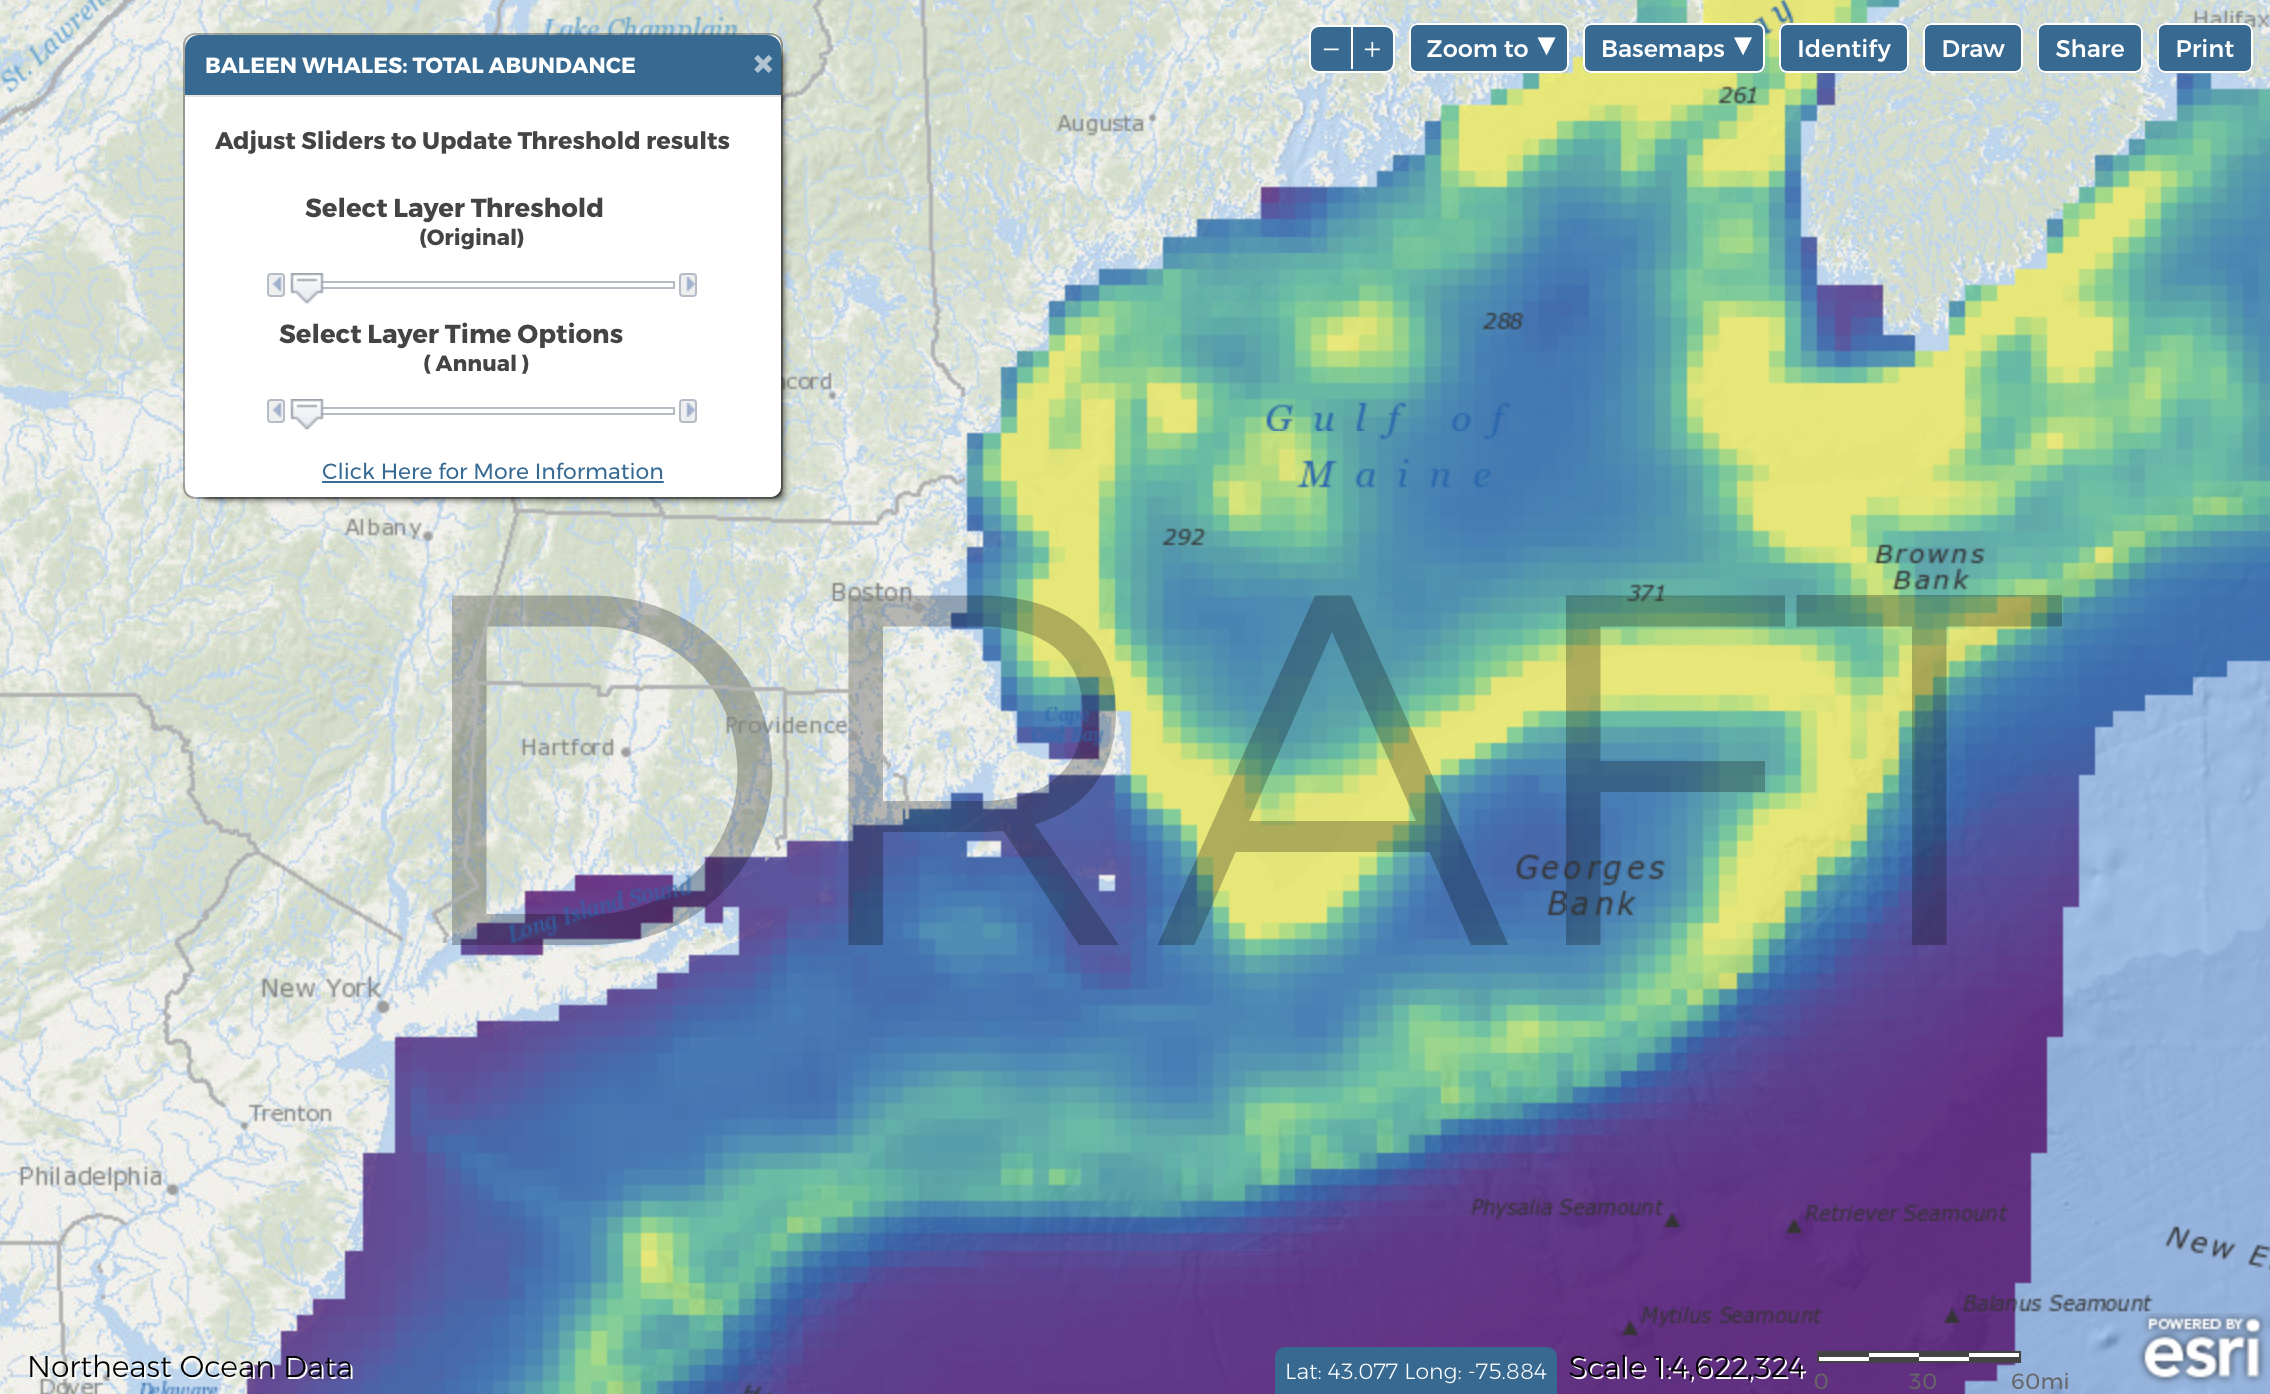 Lake Champlain
St. Lawrence
Halifax
BALEEN WHALES: TOTAL ABUNDANCE
Adjust Sliders to Update Threshold results
Select Layer Threshold
(Original)
Select Layer Time Options
( Annual )
Click Here for More Information
− +
Zoom to ▼
Basemaps ▼
Identify
Draw
Share
Print
ay
261
Augusta
288
ncord
Gulf of
Maine
Albany
292
Boston
371
Browns
Bank
DRAFT
Cape
Cod Bay
Providence
Hartford
Georges
Bank
Long Island Sound
New York
Trenton
Philadelphia
Physalia Seamount
Retriever Seamount
New E
Mytilus Seamount
Balanus Seamount
POWERED BY
esri
Northeast Ocean Data
Lat: 43.077 Long: -75.884
Scale 1:4,622,324
0 30 60mi
Dover
Delaware
H